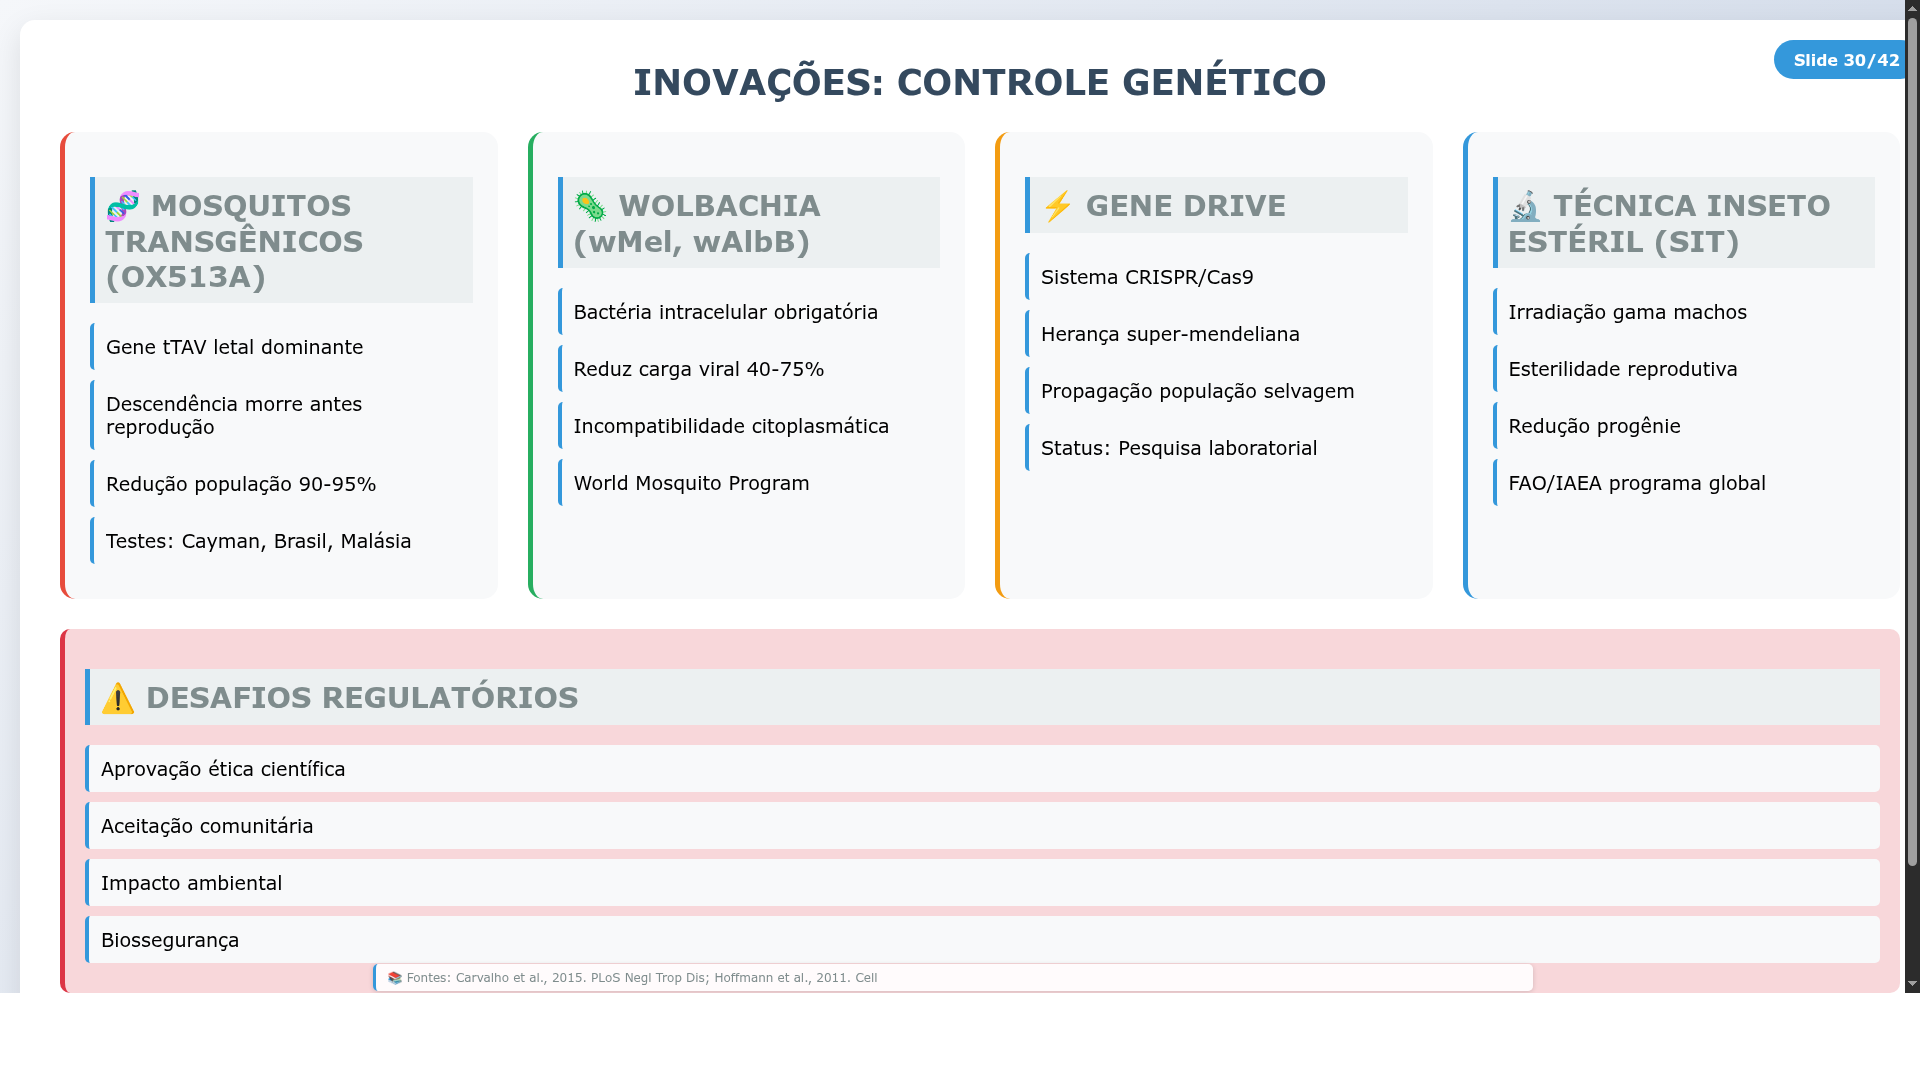 Slide 30/42
INOVAÇÕES: CONTROLE GENÉTICO
🧬 MOSQUITOS
TRANSGÊNICOS
(OX513A)
Gene tTAV letal dominante
Descendência morre antes
reprodução
Redução população 90-95%
Testes: Cayman, Brasil, Malásia
🦠 WOLBACHIA
(wMel, wAlbB)
Bactéria intracelular obrigatória
Reduz carga viral 40-75%
Incompatibilidade citoplasmática
World Mosquito Program
⚡ GENE DRIVE
Sistema CRISPR/Cas9
Herança super-mendeliana
Propagação população selvagem
Status: Pesquisa laboratorial
🔬 TÉCNICA INSETO
ESTÉRIL (SIT)
Irradiação gama machos
Esterilidade reprodutiva
Redução progênie
FAO/IAEA programa global
⚠️ DESAFIOS REGULATÓRIOS
Aprovação ética científica
Aceitação comunitária
Impacto ambiental
Biossegurança
📚 Fontes: Carvalho et al., 2015. PLoS Negl Trop Dis; Hoffmann et al., 2011. Cell